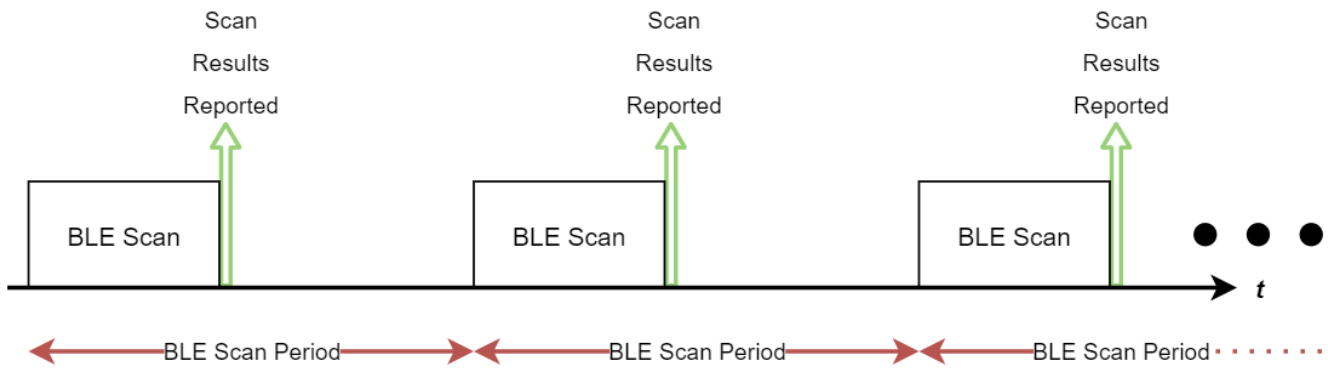 Scan
Results
Reported
Scan
Results
Reported
Scan
Results
Reported
BLE Scan
BLE Scan
BLE Scan
t
BLE Scan Period
BLE Scan Period
BLE Scan Period